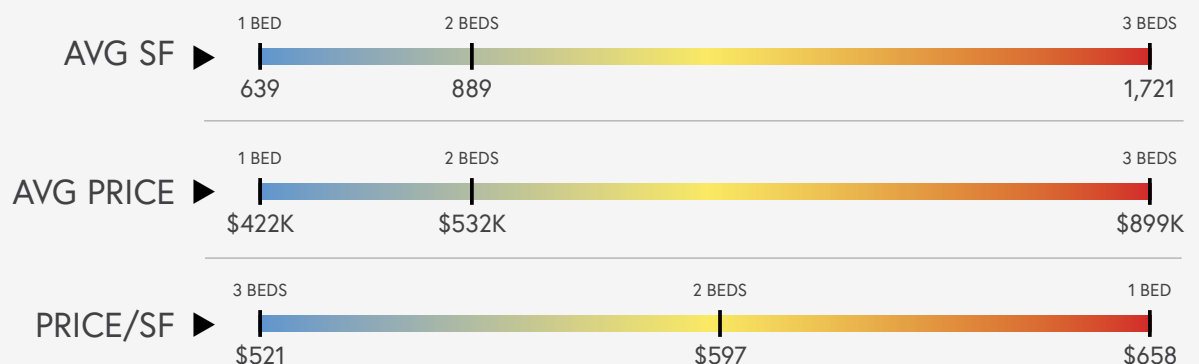 1 BED 2 BEDS 3 BEDS
AVG SF
639 889 1,721
1 BED 2 BEDS 3 BEDS
AVG PRICE
$422K $532K $899K
3 BEDS 2 BEDS 1 BED
PRICE/SF
$521 $597 $658